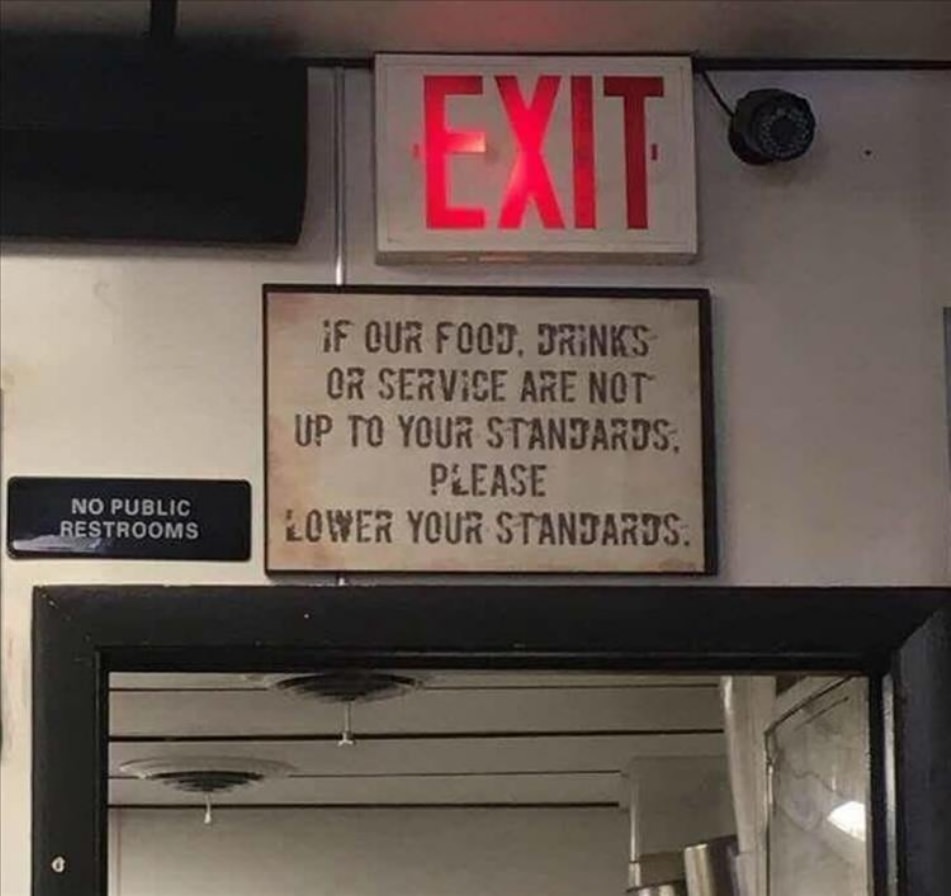 EXIT
IF OUR FOOD, DRINKS
OR SERVICE ARE NOT
UP TO YOUR STANDARDS,
PLEASE
LOWER YOUR STANDARDS.
NO PUBLIC
RESTROOMS